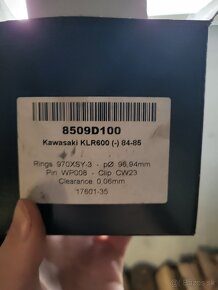 8509D100
Kawasaki KLR600 (-) 84-85
Rings 970XSY-3 - pØ 96,94mm
Pin WP008 - Clip CW23
Clearance 0,06mm
17601-35